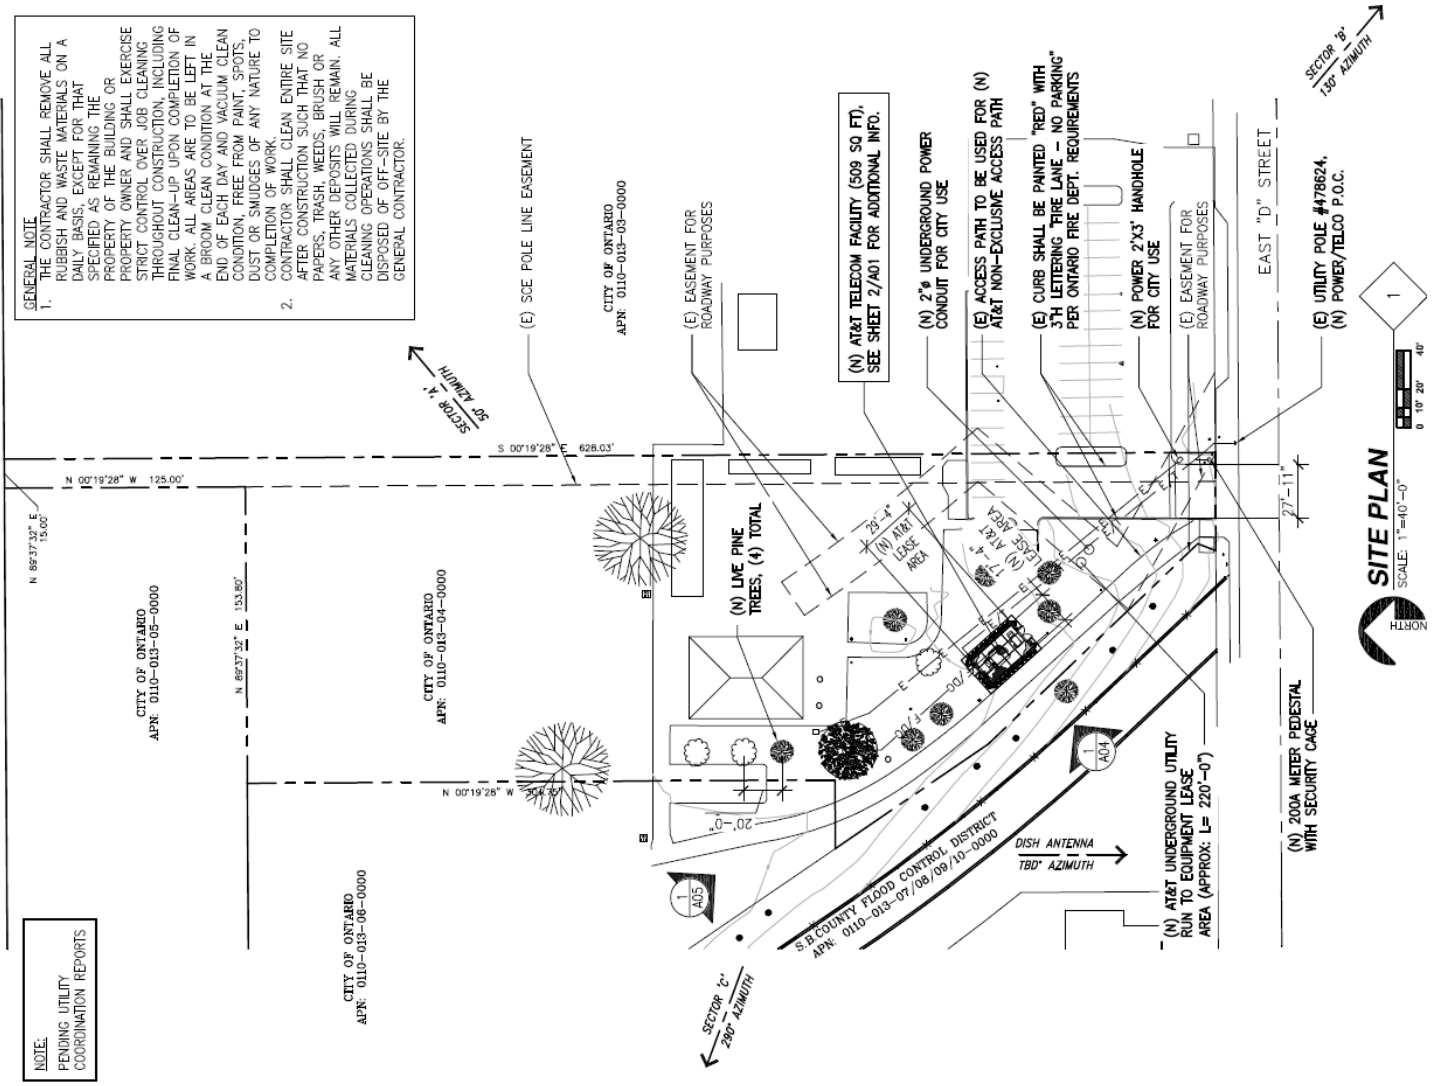 GENERAL NOTE
1. THE CONTRACTOR SHALL REMOVE ALL
RUBBISH AND WASTE MATERIALS ON A
DAILY BASIS, EXCEPT FOR THAT
SPECIFIED AS REMAINING THE
PROPERTY OF THE BUILDING OR
PROPERTY OWNER AND SHALL EXERCISE
STRICT CONTROL OVER JOB CLEANING
THROUGHOUT CONSTRUCTION, INCLUDING
FINAL CLEAN-UP UPON COMPLETION OF
WORK. ALL AREAS ARE TO BE LEFT IN
A BROOM CLEAN CONDITION AT THE
END OF EACH DAY AND VACUUM CLEAN
CONDITION, FREE FROM PAINT, SPOTS,
DUST OR SMUDGES OF ANY NATURE TO
COMPLETION OF WORK.
2. CONTRACTOR SHALL CLEAN ENTIRE SITE
AFTER CONSTRUCTION SUCH THAT NO
PAPERS, TRASH, WEEDS, BRUSH OR
ANY OTHER DEPOSITS WILL REMAIN. ALL
MATERIALS COLLECTED DURING
CLEANING OPERATIONS SHALL BE
DISPOSED OF OFF-SITE BY THE
GENERAL CONTRACTOR.
NOTE:
PENDING UTILITY
COORDINATION REPORTS
N 89°37'32" E
15.00'
N 00°19'28" W 125.00'
CITY OF ONTARIO
APN: 0110-013-05-0000
N 89°37'32" E 153.80'
CITY OF ONTARIO
APN: 0110-013-06-0000
CITY OF ONTARIO
APN: 0110-013-04-0000
SECTOR 'A'
50° AZIMUTH
S 00°19'28" E 628.03'
N 00°19'28" W
(E) SCE POLE LINE EASEMENT
CITY OF ONTARIO
APN: 0110-013-03-0000
(E) EASEMENT FOR
ROADWAY PURPOSES
(N) LIVE PINE
TREES, (4) TOTAL
(N) AT&T TELECOM FACILITY (509 SQ FT),
SEE SHEET 2/A01 FOR ADDITIONAL INFO.
(N) 2"ø UNDERGROUND POWER
CONDUIT FOR CITY USE
(E) ACCESS PATH TO BE USED FOR (N)
AT&T NON-EXCLUSIVE ACCESS PATH
(E) CURB SHALL BE PAINTED "RED" WITH
3"H LETTERING "FIRE LANE - NO PARKING"
PER ONTARIO FIRE DEPT. REQUIREMENTS
(N) POWER 2'X3' HANDHOLE
FOR CITY USE
(E) EASEMENT FOR
ROADWAY PURPOSES
EAST "D" STREET
(E) UTILITY POLE #478624,
(N) POWER/TELCO P.O.C.
SECTOR 'B'
130° AZIMUTH
29'-4"
(N) AT&T
LEASE
AREA
17'-4"
(N) AT&T
LEASE AREA
27'-11"
20'-0"
1
A05
1
A04
S.B.COUNTY FLOOD CONTROL DISTRICT
APN: 0110-013-07/08/09/10-0000
DISH ANTENNA
TBD° AZIMUTH
SECTOR 'C'
290° AZIMUTH
(N) AT&T UNDERGROUND UTILITY
RUN TO EQUIPMENT LEASE
AREA (APPROX: L= 220'-0")
(N) 200A METER PEDESTAL
WITH SECURITY CAGE
NORTH
SITE PLAN
SCALE: 1"=40'-0"
0 10' 20' 40'
1